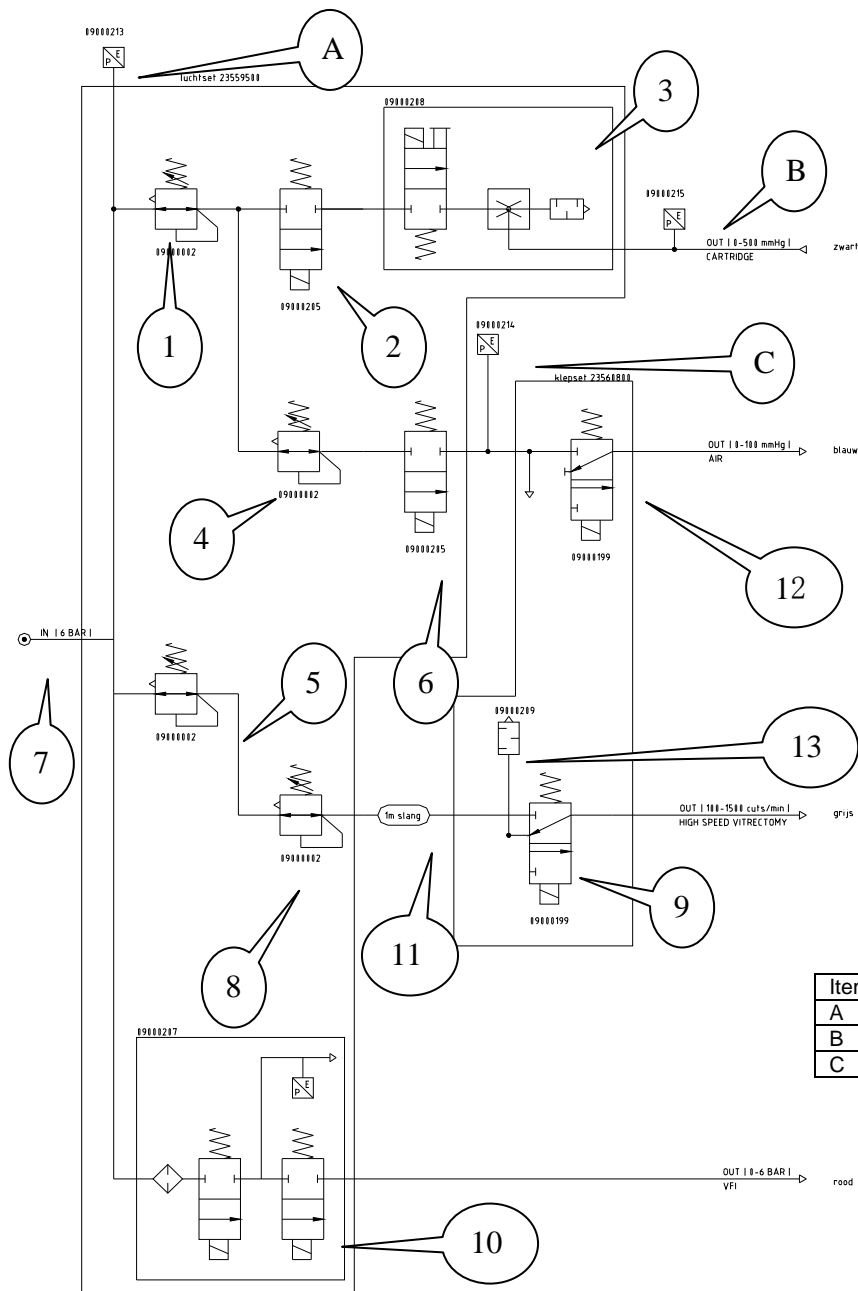 09000213
A
luchtset 23559500
09000208
3
09000215
B
OUT | 0-500 mmHg |
CARTRIDGE
zwart
09000002
09000205
1
2
09000214
C
klepset 23560800
OUT | 0-100 mmHg |
AIR
blauw
09000002
09000205
09000199
4
12
6
IN | 6 BAR |
5
7
09000002
09000209
13
1m slang
OUT | 100-1500 cuts/min |
HIGH SPEED VITRECTOMY
grijs
09000002
09000199
9
11
8
A
B
C
09000207
OUT | 0-6 BAR |
VFI
rood
10
E
P
E
P
E
P
E
P